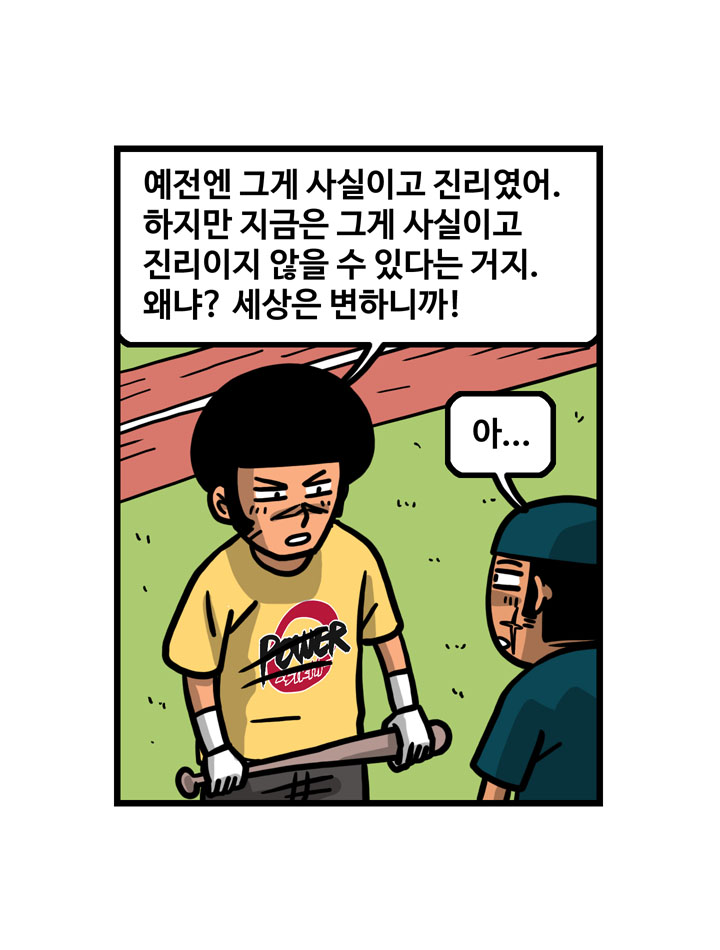 예전엔 그게 사실이고 진리였어.
하지만 지금은 그게 사실이고
진리이지 않을 수 있다는 거지.
왜냐? 세상은 변하니까!
아...
POWER